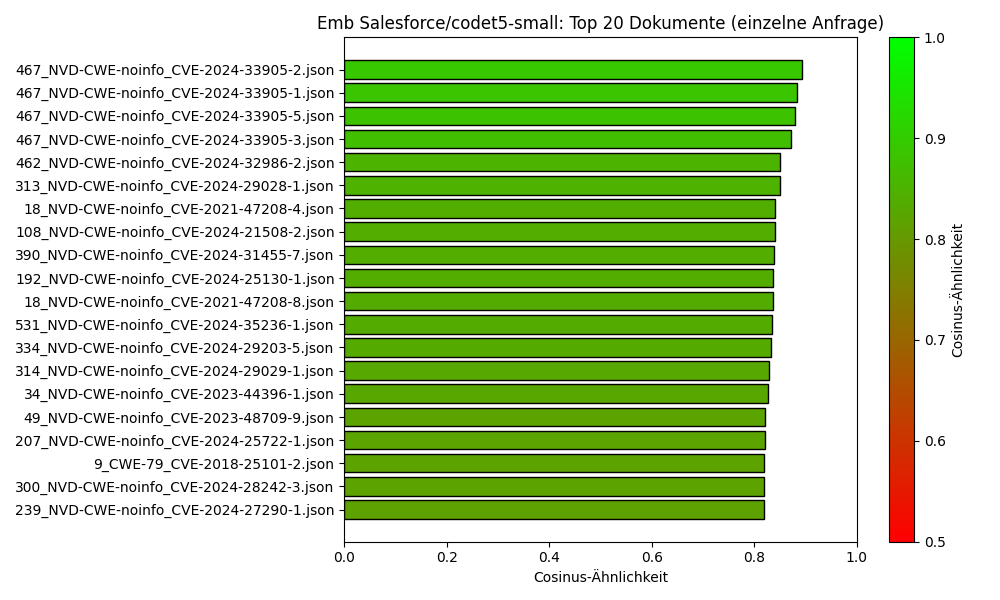 Emb Salesforce/codet5-small: Top 20 Dokumente (einzelne Anfrage)
467_NVD-CWE-noinfo_CVE-2024-33905-2.json
467_NVD-CWE-noinfo_CVE-2024-33905-1.json
467_NVD-CWE-noinfo_CVE-2024-33905-5.json
467_NVD-CWE-noinfo_CVE-2024-33905-3.json
462_NVD-CWE-noinfo_CVE-2024-32986-2.json
313_NVD-CWE-noinfo_CVE-2024-29028-1.json
18_NVD-CWE-noinfo_CVE-2021-47208-4.json
108_NVD-CWE-noinfo_CVE-2024-21508-2.json
390_NVD-CWE-noinfo_CVE-2024-31455-7.json
192_NVD-CWE-noinfo_CVE-2024-25130-1.json
18_NVD-CWE-noinfo_CVE-2021-47208-8.json
531_NVD-CWE-noinfo_CVE-2024-35236-1.json
334_NVD-CWE-noinfo_CVE-2024-29203-5.json
314_NVD-CWE-noinfo_CVE-2024-29029-1.json
34_NVD-CWE-noinfo_CVE-2023-44396-1.json
49_NVD-CWE-noinfo_CVE-2023-48709-9.json
207_NVD-CWE-noinfo_CVE-2024-25722-1.json
9_CWE-79_CVE-2018-25101-2.json
300_NVD-CWE-noinfo_CVE-2024-28242-3.json
239_NVD-CWE-noinfo_CVE-2024-27290-1.json
0.0 0.2 0.4 0.6 0.8 1.0
Cosinus-Ähnlichkeit
1.0
0.9
0.8
0.7
0.6
0.5
Cosinus-Ähnlichkeit